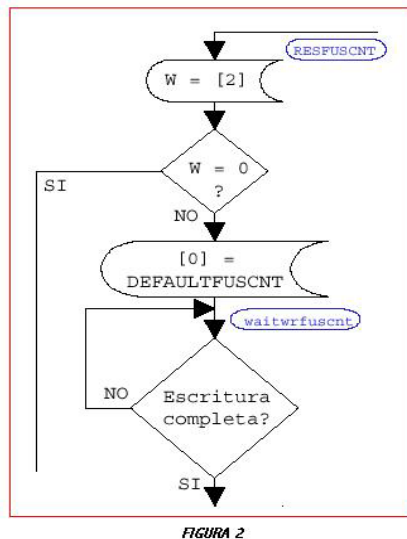 RESFUSCNT
W = [2]
W = 0
?
SI
NO
[0] =
DEFAULTFUSCNT
waitwrfuscnt
NO
Escritura
completa?
SI
FIGURA 2